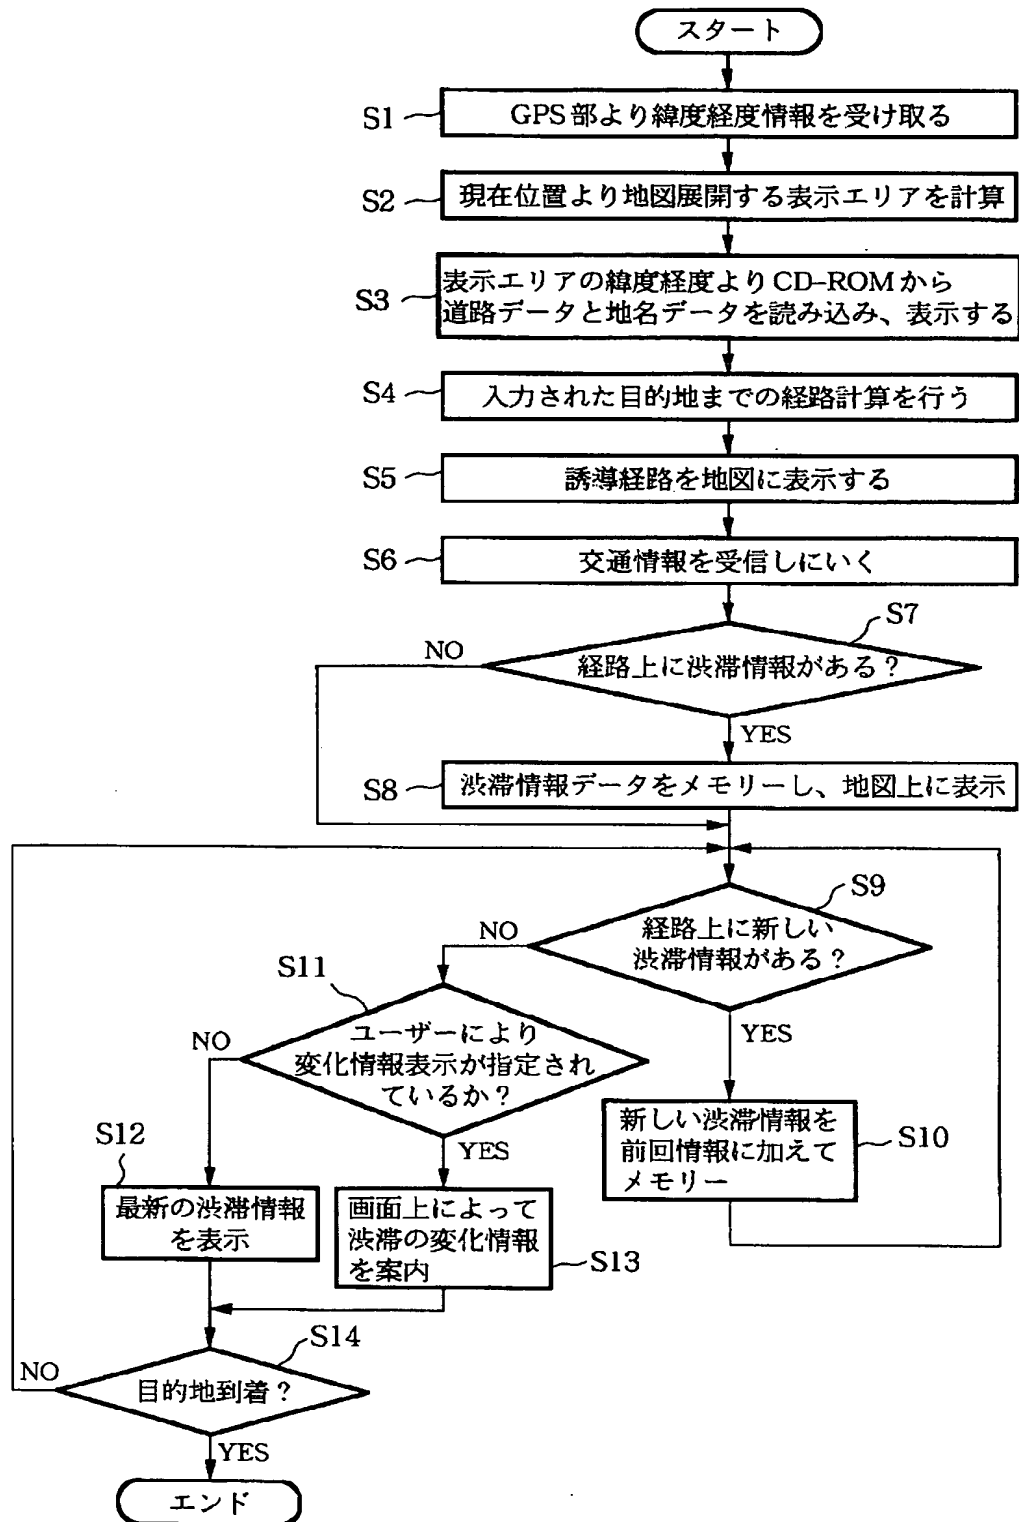 スタート
S1
GPS部より緯度経度情報を受け取る
S2
現在位置より地図展開する表示エリアを計算
S3
表示エリアの緯度経度よりCD-ROMから
道路データと地名データを読み込み、表示する
S4
入力された目的地までの経路計算を行う
S5
誘導経路を地図に表示する
S6
交通情報を受信しにいく
S7
NO
経路上に渋滞情報がある?
YES
S8
渋滞情報データをメモリーし、地図上に表示
S9
NO
経路上に新しい
渋滞情報がある?
YES
S11
NO
ユーザーにより
変化情報表示が指定され
ているか?
YES
新しい渋滞情報を
前回情報に加えて
メモリー
S10
S12
最新の渋滞情報
を表示
画面上によって
渋滞の変化情報
を案内
S13
S14
NO
目的地到着?
YES
エンド